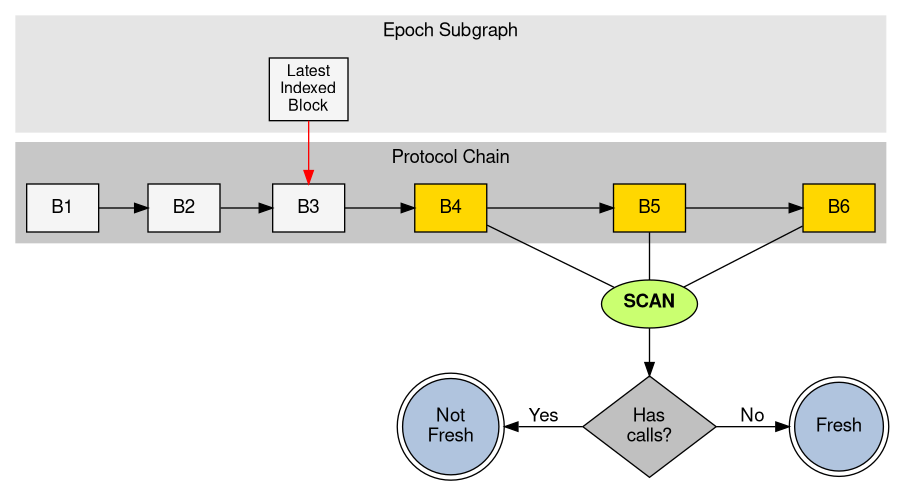 Epoch Subgraph
Latest
Indexed
Block
Protocol Chain
B1
B2
B3
B4
B5
B6
SCAN
Not
Fresh
Yes
Has
calls?
No
Fresh